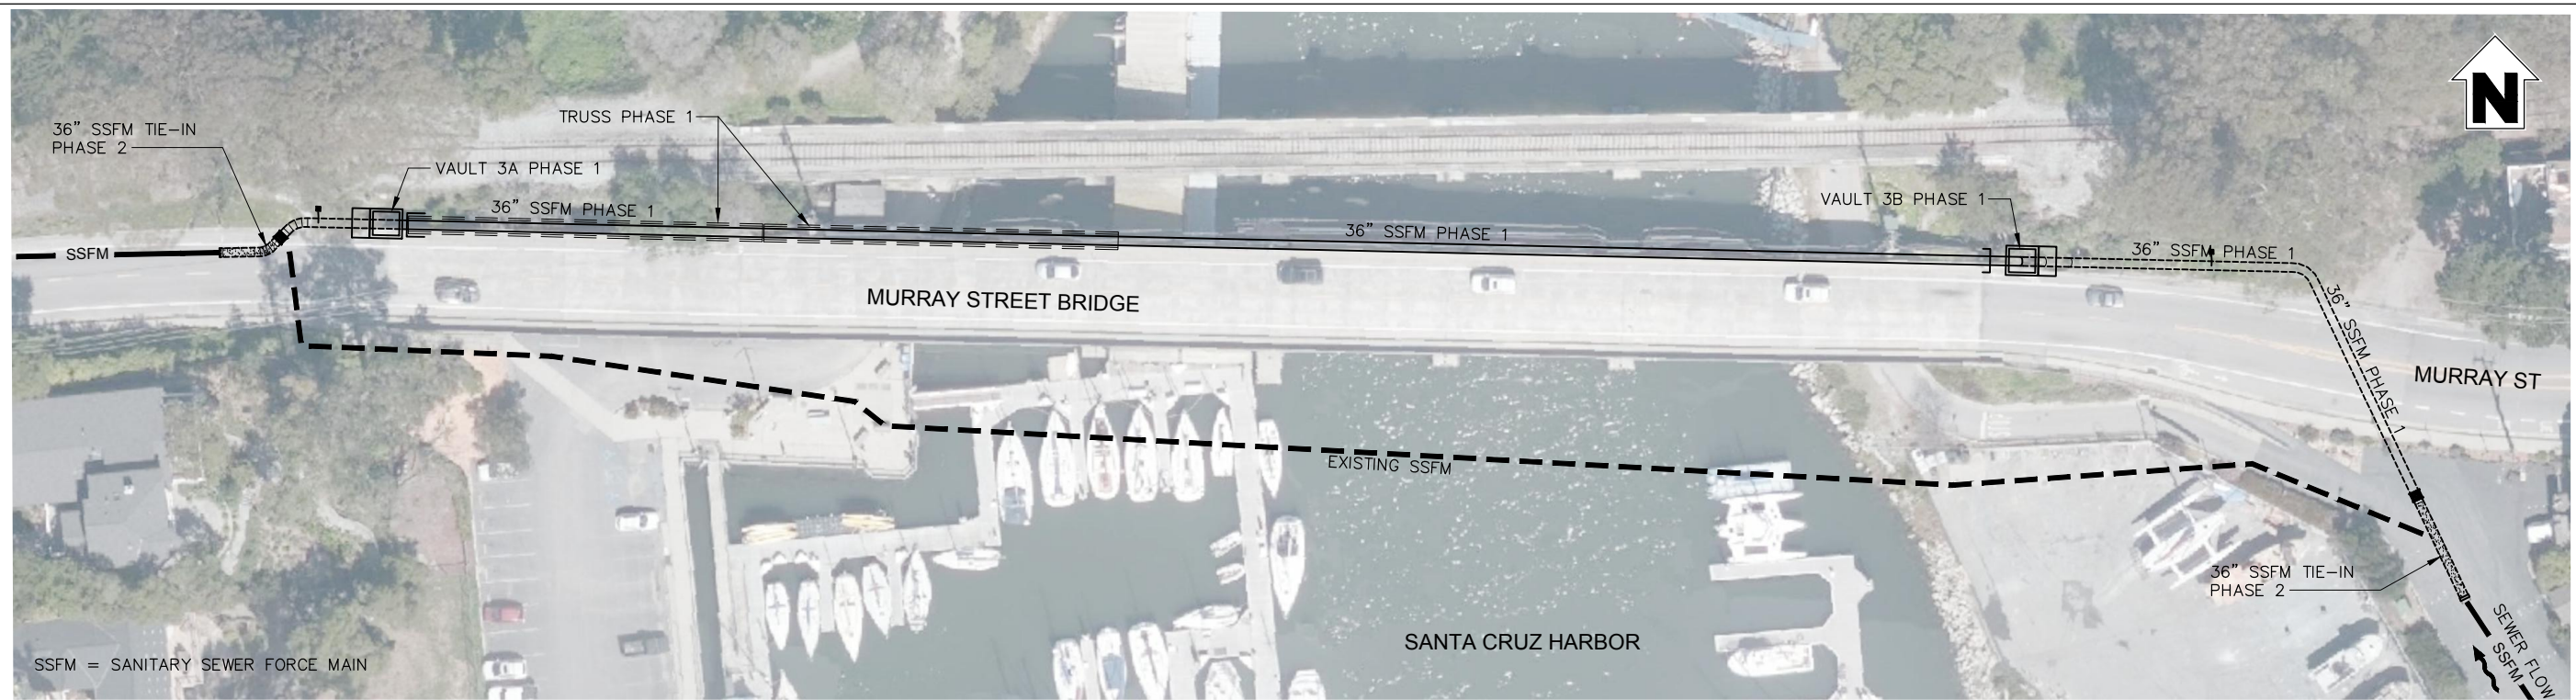 N
TRUSS PHASE 1
36” SSFM TIE-IN
PHASE 2
VAULT 3A PHASE 1
VAULT 3B PHASE 1
36” SSFM PHASE 1
36” SSFM PHASE 1
36” SSFM PHASE 1
SSFM
MURRAY STREET BRIDGE
36” SSFM PHASE 1
MURRAY ST
EXISTING SSFM
36” SSFM TIE-IN
PHASE 2
SANTA CRUZ HARBOR
SEWER FLOW
SSFM
SSFM = SANITARY SEWER FORCE MAIN